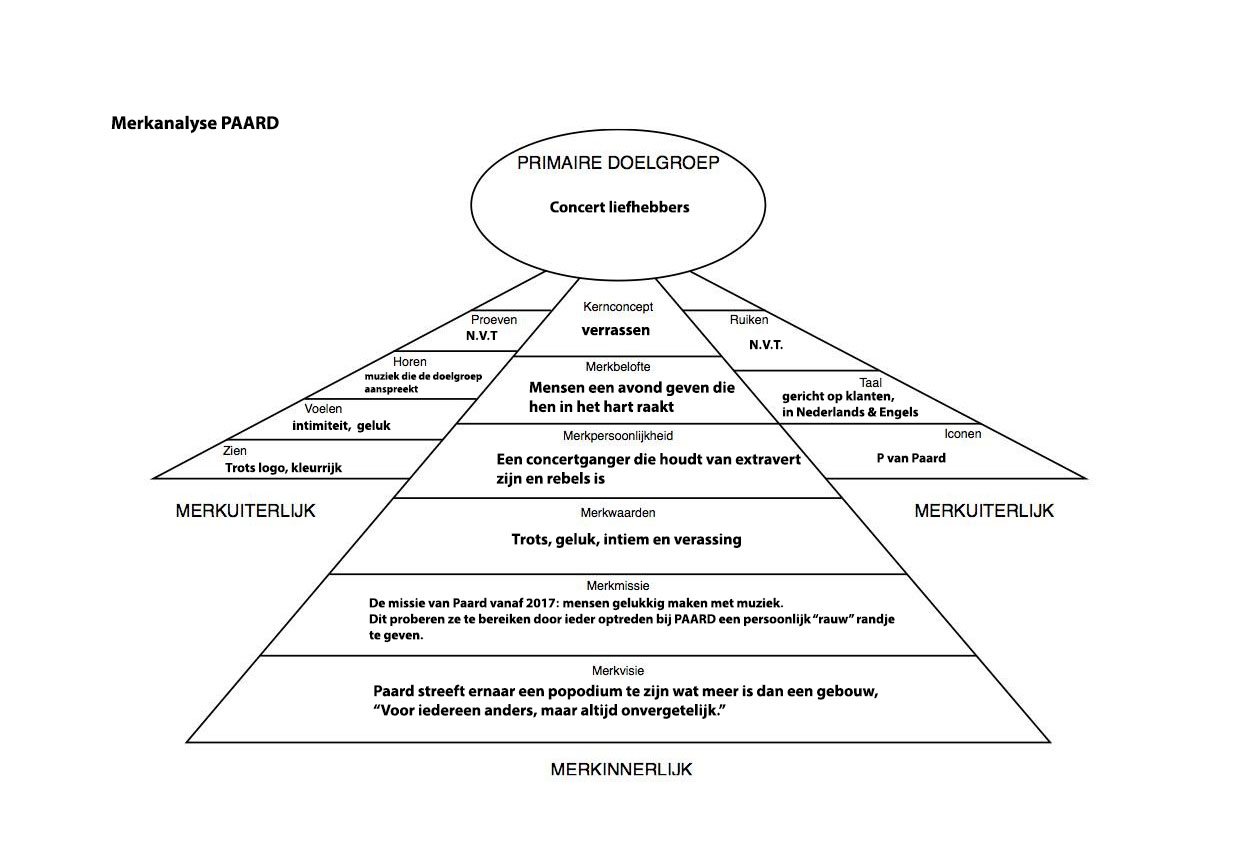 Merkanalyse PAARD
PRIMAIRE DOELGROEP
Concert liefhebbers
Proeven
N.V.T
Horen
muziek die de doelgroep
aanspreekt
Voelen
intimiteit, geluk
Zien
Trots logo, kleurrijk
MERKUITERLIJK
Kernconcept
verrassen
Merkbelofte
Mensen een avond geven die
hen in het hart raakt
Merkpersoonlijkheid
Een concertganger die houdt van extravert
zijn en rebels is
Merkwaarden
Trots, geluk, intiem en verassing
Merkmissie
De missie van Paard vanaf 2017: mensen gelukkig maken met muziek.
Dit proberen ze te bereiken door ieder optreden bij PAARD een persoonlijk “rauw” randje
te geven.
Merkvisie
Paard streeft ernaar een popodium te zijn wat meer is dan een gebouw,
“Voor iedereen anders, maar altijd onvergetelijk.”
MERKINNERLIJK
Ruiken
N.V.T.
Taal
gericht op klanten,
in Nederlands & Engels
Iconen
P van Paard
MERKUITERLIJK